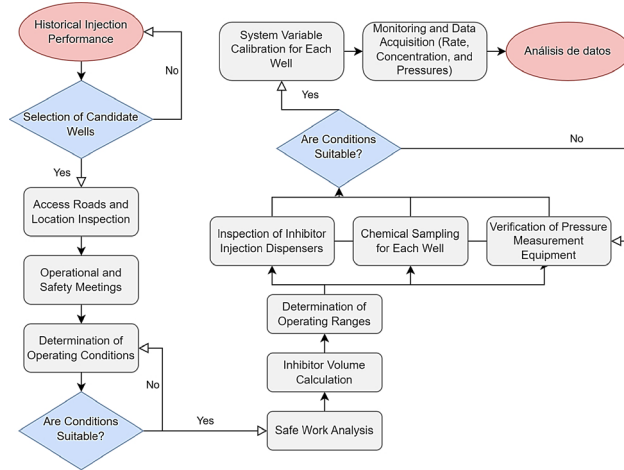 Historical Injection
Performance
No
Selection of Candidate
Wells
Yes
Access Roads and
Location Inspection
Operational and
Safety Meetings
Determination of
Operating Conditions
No
Are Conditions
Suitable?
Yes
Safe Work Analysis
Inhibitor Volume
Calculation
Determination of
Operating Ranges
Inspection of Inhibitor
Injection Dispensers
Chemical Sampling
for Each Well
Verification of Pressure
Measurement
Equipment
Are Conditions
Suitable?
No
Yes
System Variable
Calibration for Each
Well
Monitoring and Data
Acquisition (Rate,
Concentration, and
Pressures)
Análisis de datos